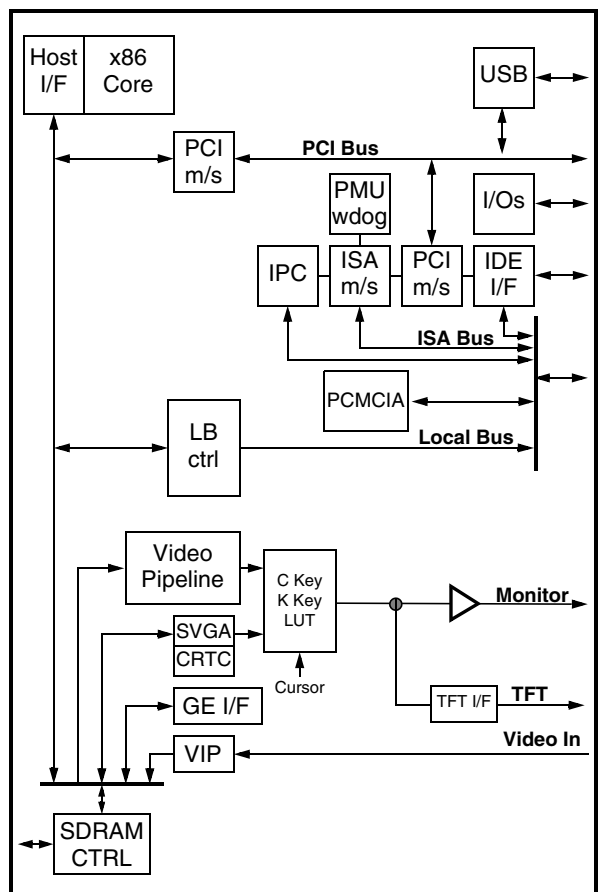 Host
I/F
x86
Core
USB
PCI
m/s
PCI Bus
PMU
wdog
I/Os
IPC
ISA
m/s
PCI
m/s
IDE
I/F
ISA Bus
PCMCIA
LB
ctrl
Local Bus
Video
Pipeline
C Key
K Key
LUT
Monitor
SVGA
CRTC
Cursor
GE I/F
TFT I/F
TFT
VIP
Video In
SDRAM
CTRL